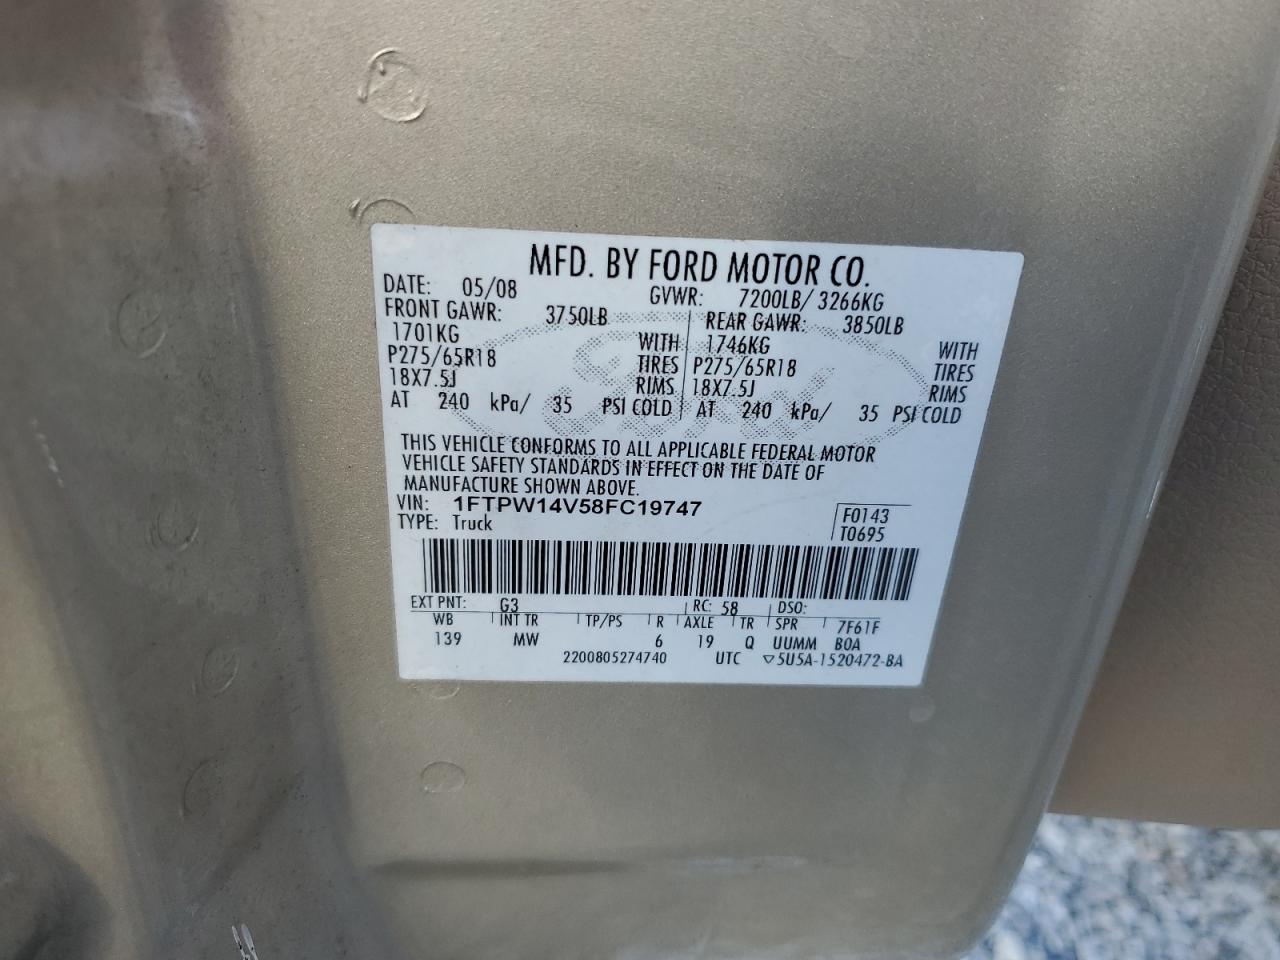 MFD. BY FORD MOTOR CO.
DATE: 05/08 GVWR: 7200LB/ 3266KG
FRONT GAWR: 3750LB REAR GAWR: 3850LB
1701KG WITH 1746KG WITH
P275/65R18 TIRES P275/65R18 TIRES
18X7.5J RIMS 18X7.5J RIMS
AT 240 kPa/ 35 PSI COLD AT 240 kPa/ 35 PSI COLD
Ford
THIS VEHICLE CONFORMS TO ALL APPLICABLE FEDERAL MOTOR
VEHICLE SAFETY STANDARDS IN EFFECT ON THE DATE OF
MANUFACTURE SHOWN ABOVE.
VIN: 1FTPW14V58FC19747 F0143
TYPE: Truck T0695
EXT PNT: G3 RC: 58 DSO:
WB INT TR TP/PS R AXLE TR SPR 7F61F
139 MW 6 19 Q UUMM BOA
2200805274740 UTC ▽5U5A-1520472-BA